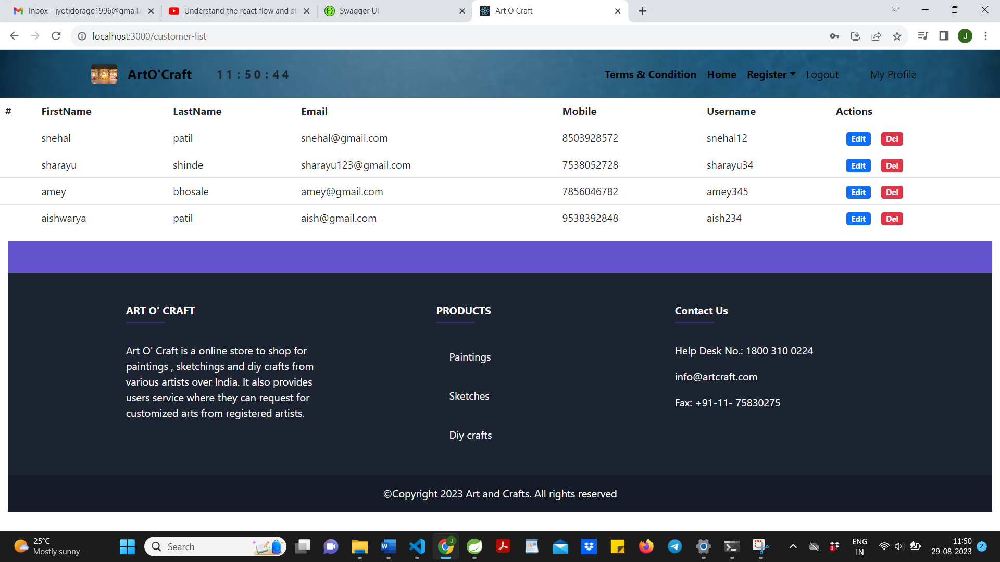 Inbox - jyotidorage1996@gmail.c
Understand the react flow and st
Swagger UI
Art O Craft
localhost:3000/customer-list
J
ArtO'Craft
11:50:44
Terms & Condition
Home
Register
Logout
My Profile
# FirstName LastName Email Mobile Username Actions
snehal patil snehal@gmail.com 8503928572 snehal12 Edit Del
sharayu shinde sharayu123@gmail.com 7538052728 sharayu34 Edit Del
amey bhosale amey@gmail.com 7856046782 amey345 Edit Del
aishwarya patil aish@gmail.com 9538392848 aish234 Edit Del
ART O' CRAFT
Art O' Craft is a online store to shop for
paintings , sketchings and diy crafts from
various artists over India. It also provides
users service where they can request for
customized arts from registered artists.
PRODUCTS
Paintings
Sketches
Diy crafts
Contact Us
Help Desk No.: 1800 310 0224
info@artcraft.com
Fax: +91-11- 75830275
©Copyright 2023 Art and Crafts. All rights reserved
25°C
Mostly sunny
Search
J
ENG
IN
11:50
29-08-2023
2